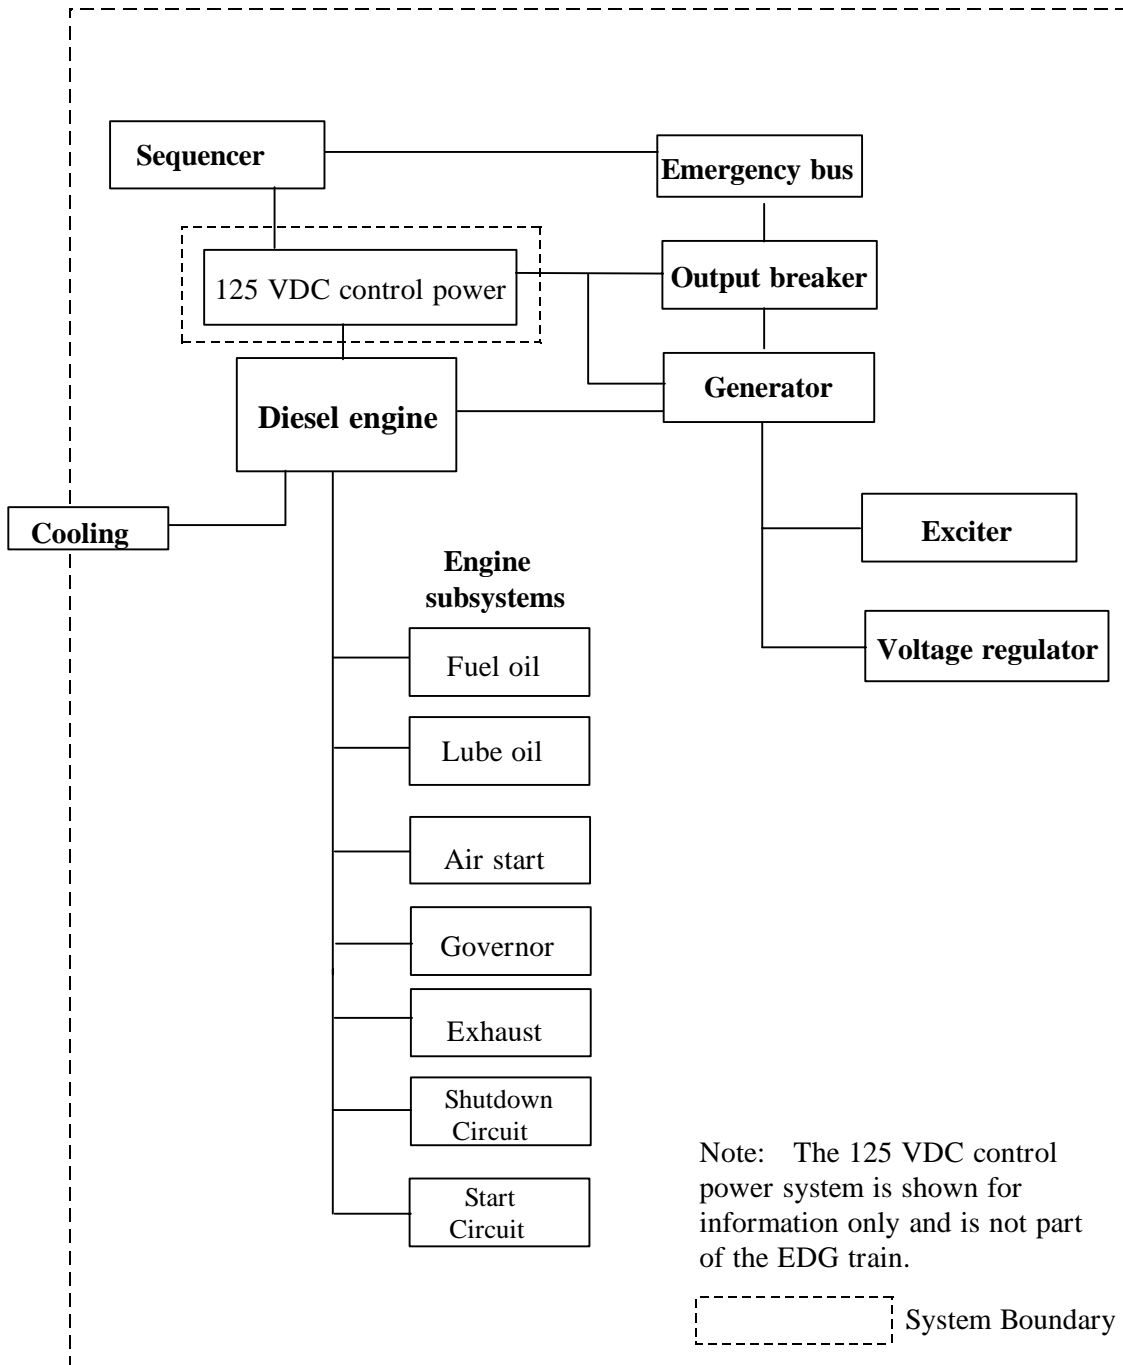 Sequencer
Emergency bus
125 VDC control power
Output breaker
Generator
Diesel engine
Cooling
Exciter
Engine
subsystems
Voltage regulator
Fuel oil
Lube oil
Air start
Governor
Exhaust
Shutdown
Circuit
Start
Circuit
Note: The 125 VDC control
power system is shown for
information only and is not part
of the EDG train.
System Boundary